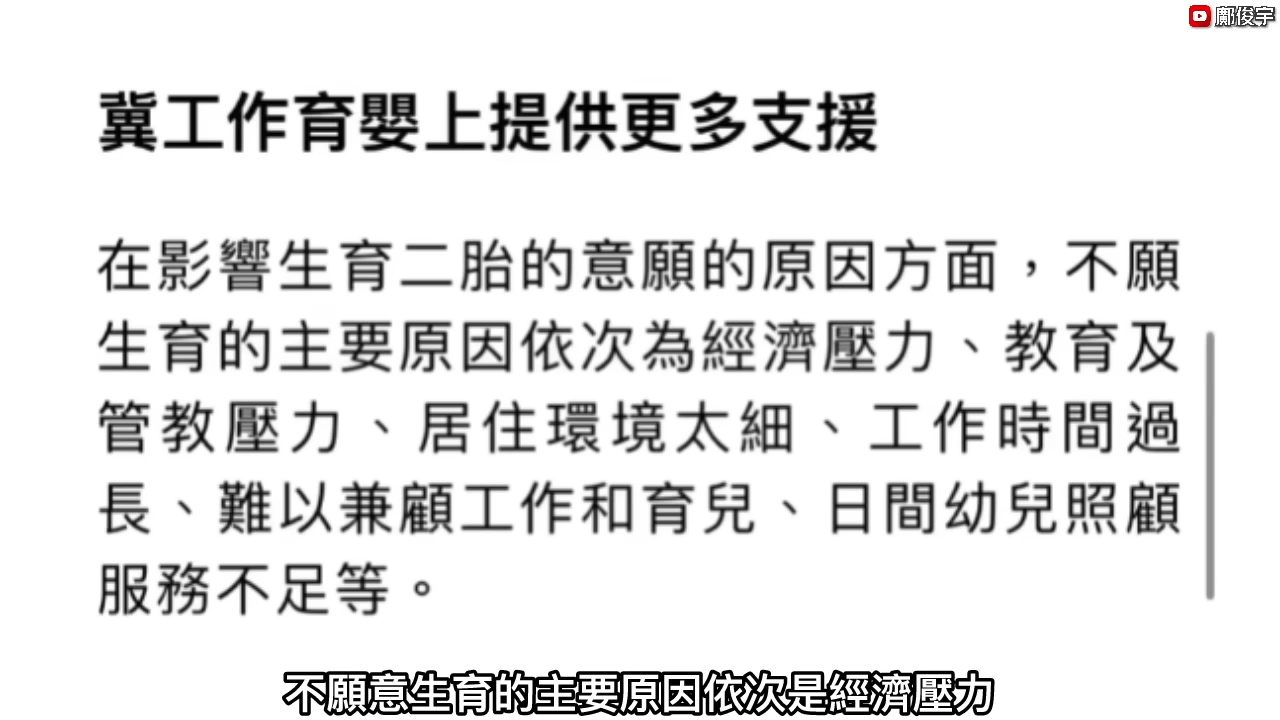 鄺俊宇
冀工作育嬰上提供更多支援
在影響生育二胎的意願的原因方面，不願
生育的主要原因依次為經濟壓力、教育及
管教壓力、居住環境太細、工作時間過
長、難以兼顧工作和育兒、日間幼兒照顧
服務不足等。
不願意生育的主要原因依次是經濟壓力